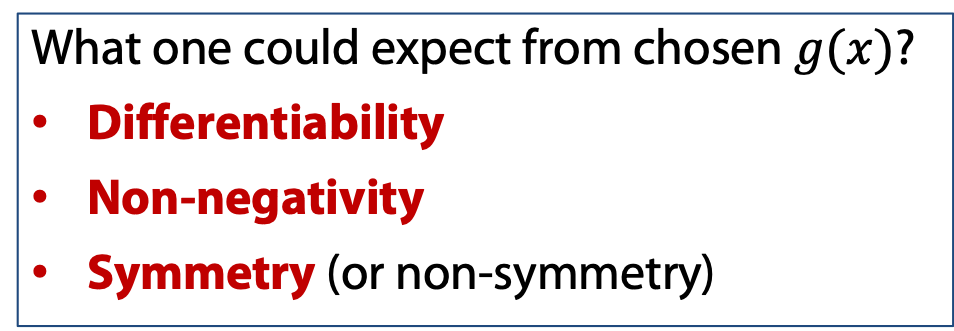 What one could expect from chosen g(x)?
• Differentiability
• Non-negativity
• Symmetry (or non-symmetry)